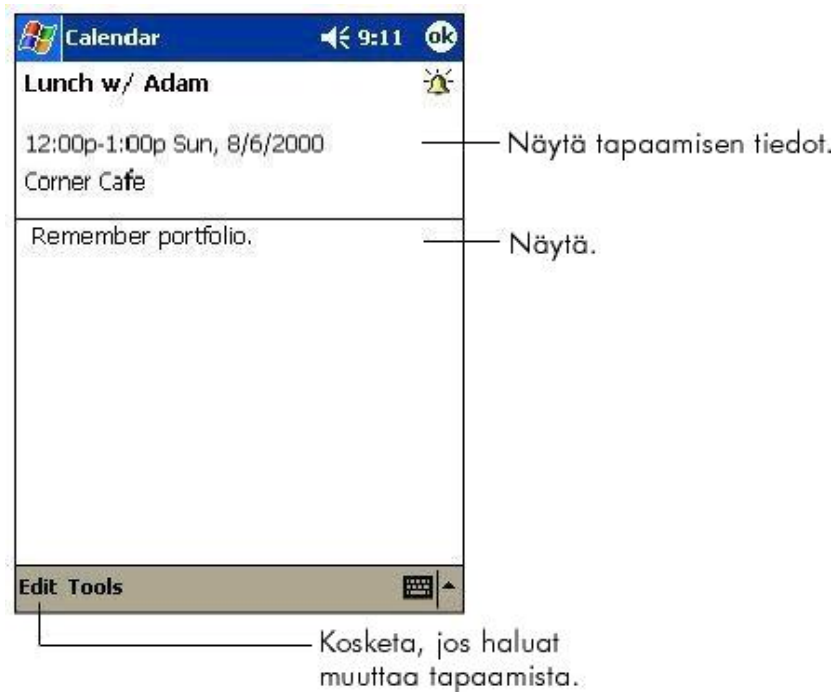 Calendar 9:11 ok
Lunch w/ Adam
12:00p-1:00p Sun, 8/6/2000
Näytä tapaamisen tiedot.
Corner Cafe
Remember portfolio.
Näytä.
Edit Tools
Kosketa, jos haluat
muuttaa tapaamista.